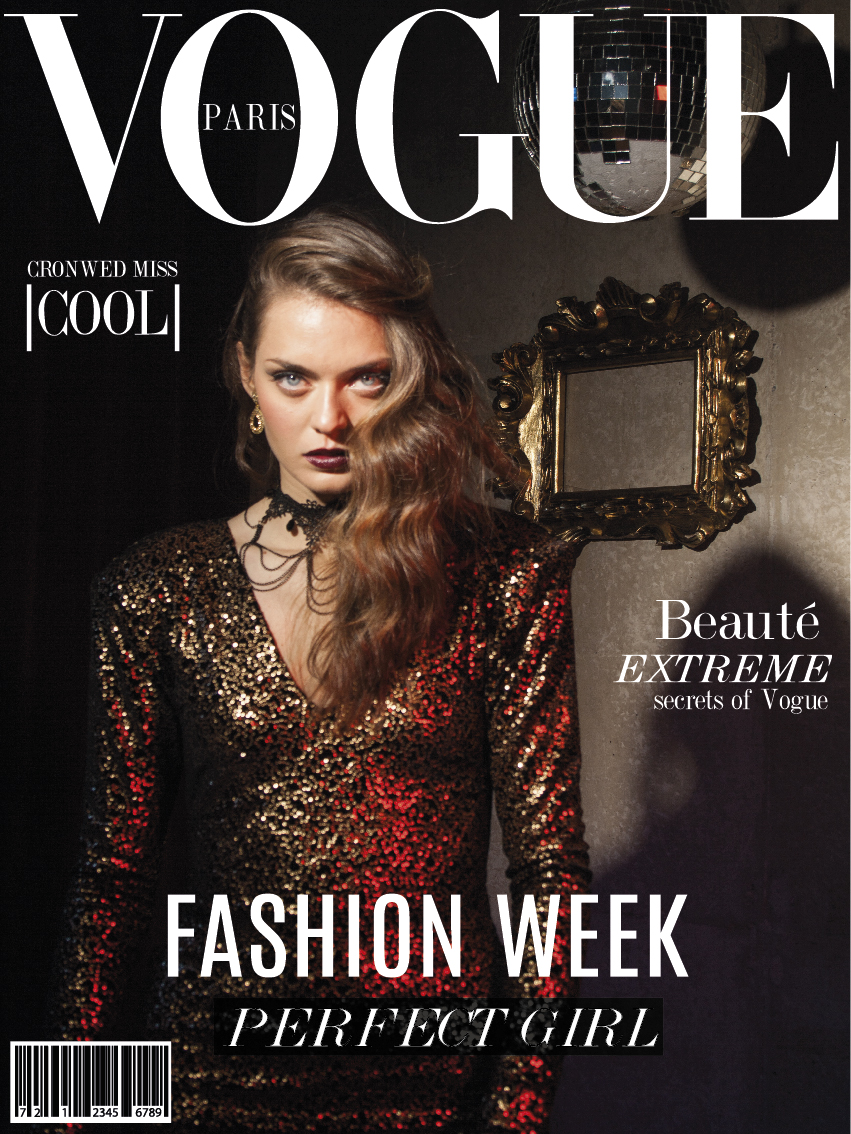 VOGUE
PARIS
CRONWED MISS
|COOL|
Beauté
EXTREME
secrets of Vogue
FASHION WEEK
PERFECT GIRL
7 2 1 2345 6789